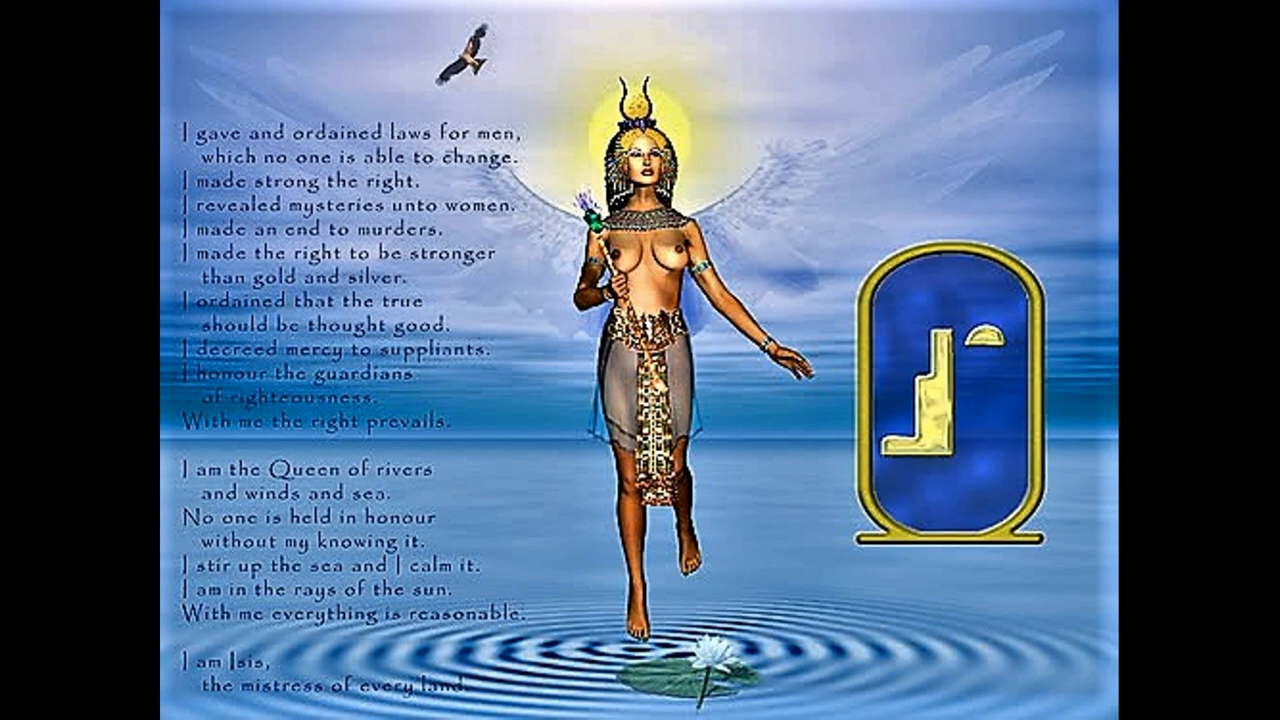 I gave and ordained laws for men,
which no one is able to change.
I made strong the right.
I revealed mysteries unto women.
I made an end to murders.
I made the right to be stronger
than gold and silver.
I ordained that the true
should be thought good.
I decreed mercy to suppliants.
I honour the guardians
of righteousness.
With me the right prevails.
I am the Queen of rivers
and winds and sea.
No one is held in honour
without my knowing it.
I stir up the sea and I calm it.
I am in the rays of the sun.
With me everything is reasonable.
I am Isis,
the mistress of every land.
𓊨𓏏